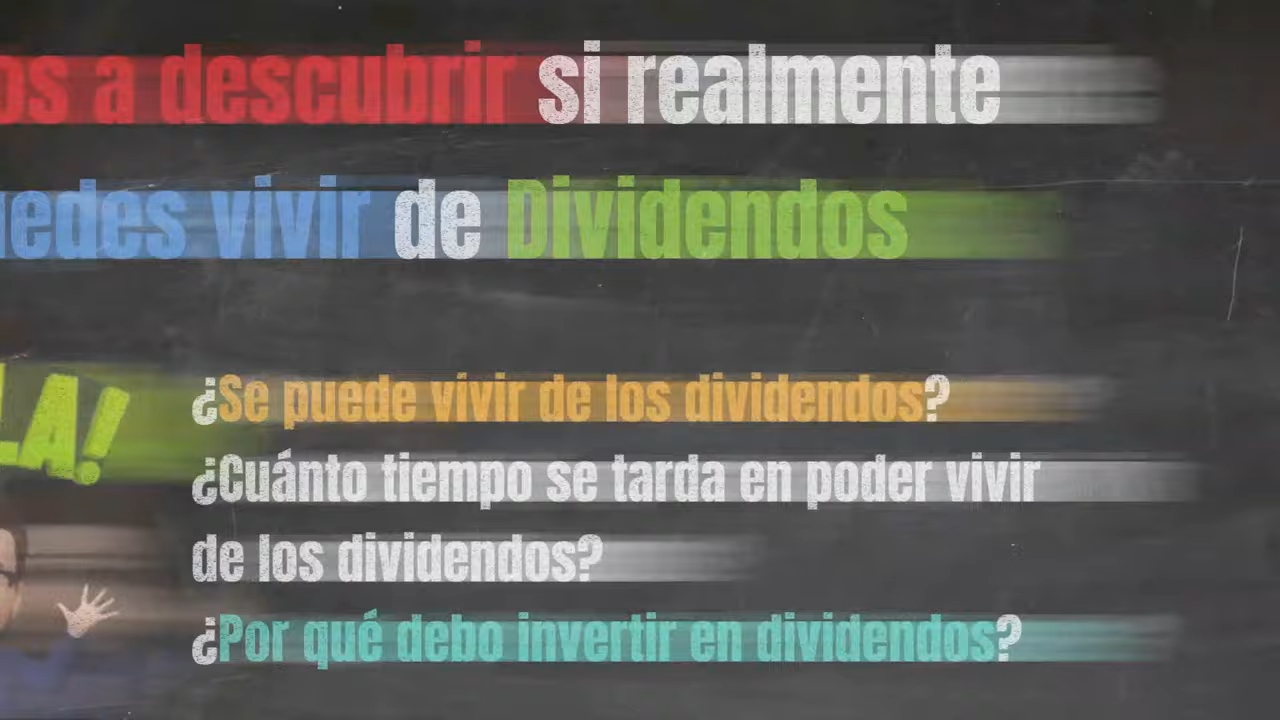 os a descubrir si realmente
uedes vivir de Dividendos
LA!
¿Se puede vivir de los dividendos?
¿Cuánto tiempo se tarda en poder vivir
de los dividendos?
¿Por qué debo invertir en dividendos?